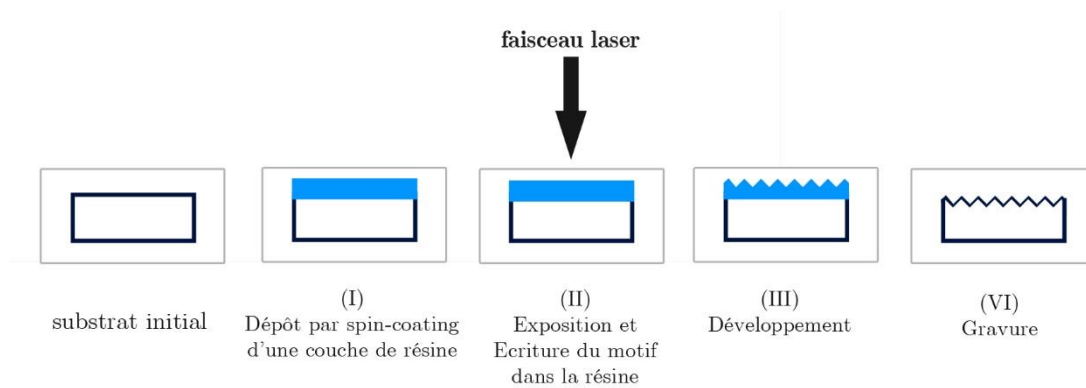 faisceau laser
substrat initial
(I)
Dépôt par spin-coating
d'une couche de résine
(II)
Exposition et
Ecriture du motif
dans la résine
(III)
Développement
(VI)
Gravure